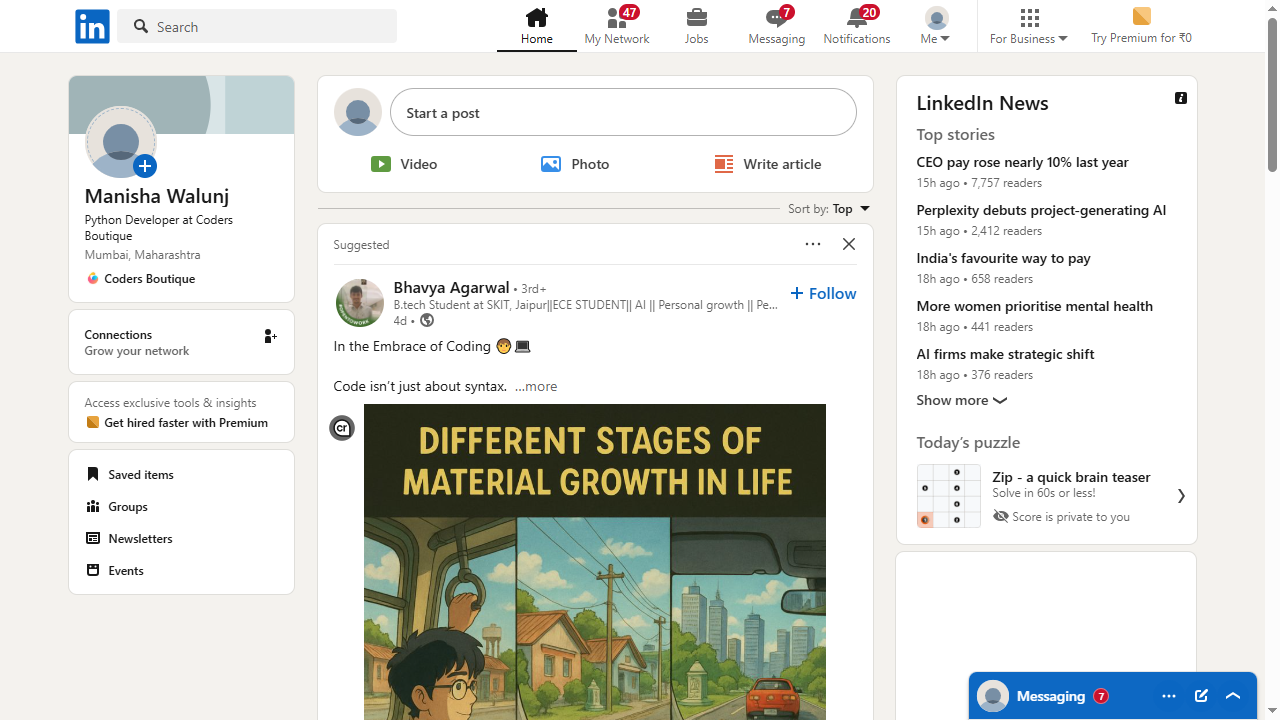 in
Search
Home
47
My Network
Jobs
7
Messaging
20
Notifications
Me
For Business
Try Premium for ₹0
Manisha Walunj
Python Developer at Coders
Boutique
Mumbai, Maharashtra
Coders Boutique
Connections
Grow your network
Access exclusive tools & insights
Get hired faster with Premium
Saved items
Groups
Newsletters
Events
Start a post
Video
Photo
Write article
Sort by: Top
Suggested
Bhavya Agarwal • 3rd+
Follow
B.tech Student at SKIT, Jaipur||ECE STUDENT|| AI || Personal growth || Pe...
4d •
In the Embrace of Coding
Code isn't just about syntax. ...more
cr
DIFFERENT STAGES OF
MATERIAL GROWTH IN LIFE
LinkedIn News
Top stories
CEO pay rose nearly 10% last year
15h ago • 7,757 readers
Perplexity debuts project-generating AI
15h ago • 2,412 readers
India's favourite way to pay
18h ago • 658 readers
More women prioritise mental health
18h ago • 441 readers
AI firms make strategic shift
18h ago • 376 readers
Show more
Today's puzzle
Zip - a quick brain teaser
Solve in 60s or less!
Score is private to you
Messaging 7